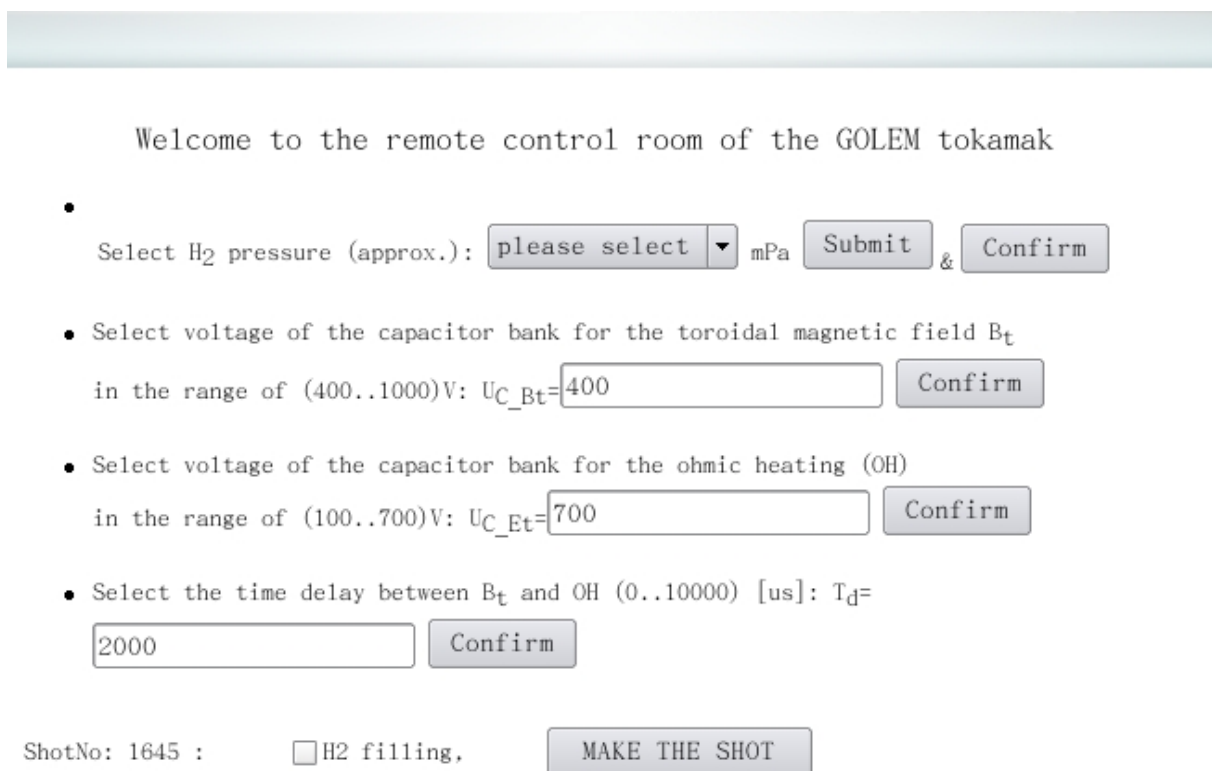 Welcome to the remote control room of the GOLEM tokamak
Select H2 pressure (approx.): please select mPa Submit & Confirm
Select voltage of the capacitor bank for the toroidal magnetic field Bt
in the range of (400..1000)V: UC_Bt=400 Confirm
Select voltage of the capacitor bank for the ohmic heating (OH)
in the range of (100..700)V: UC_Et=700 Confirm
Select the time delay between Bt and OH (0..10000) [us]: Td=
2000 Confirm
ShotNo: 1645 : H2 filling, MAKE THE SHOT